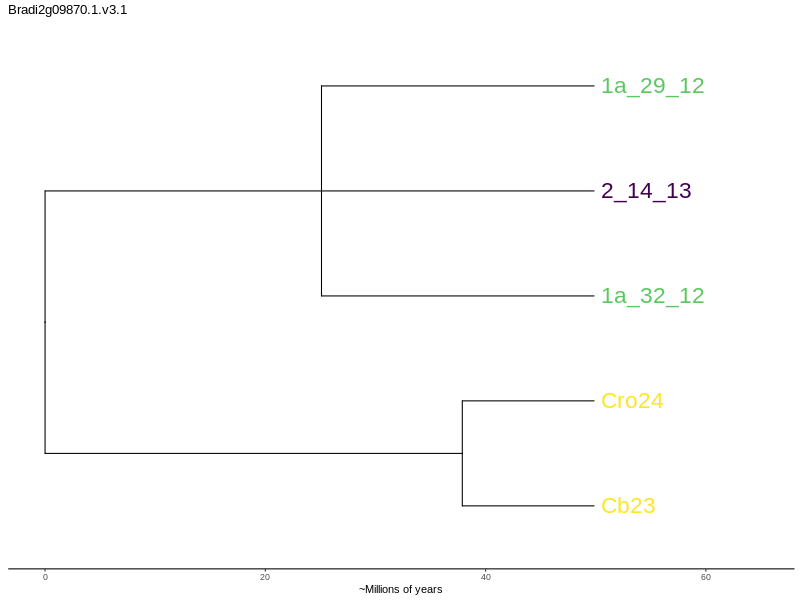 Bradi2g09870.1.v3.1
1a_29_12
2_14_13
1a_32_12
Cro24
Cb23
0 20 40 60
~Millions of years